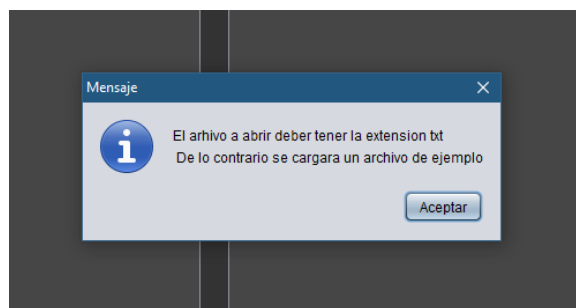 Mensaje
El arhivo a abrir deber tener la extension txt
De lo contrario se cargara un archivo de ejemplo
Aceptar